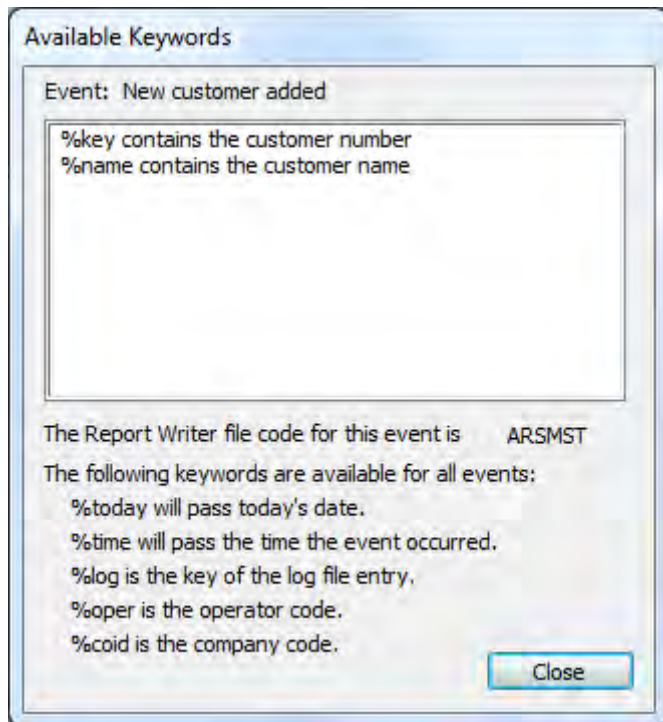 Available Keywords
Event: New customer added
%key contains the customer number
%name contains the customer name
The Report Writer file code for this event is ARSMST
The following keywords are available for all events:
%today will pass today's date.
%time will pass the time the event occurred.
%log is the key of the log file entry.
%oper is the operator code.
%coid is the company code.
Close